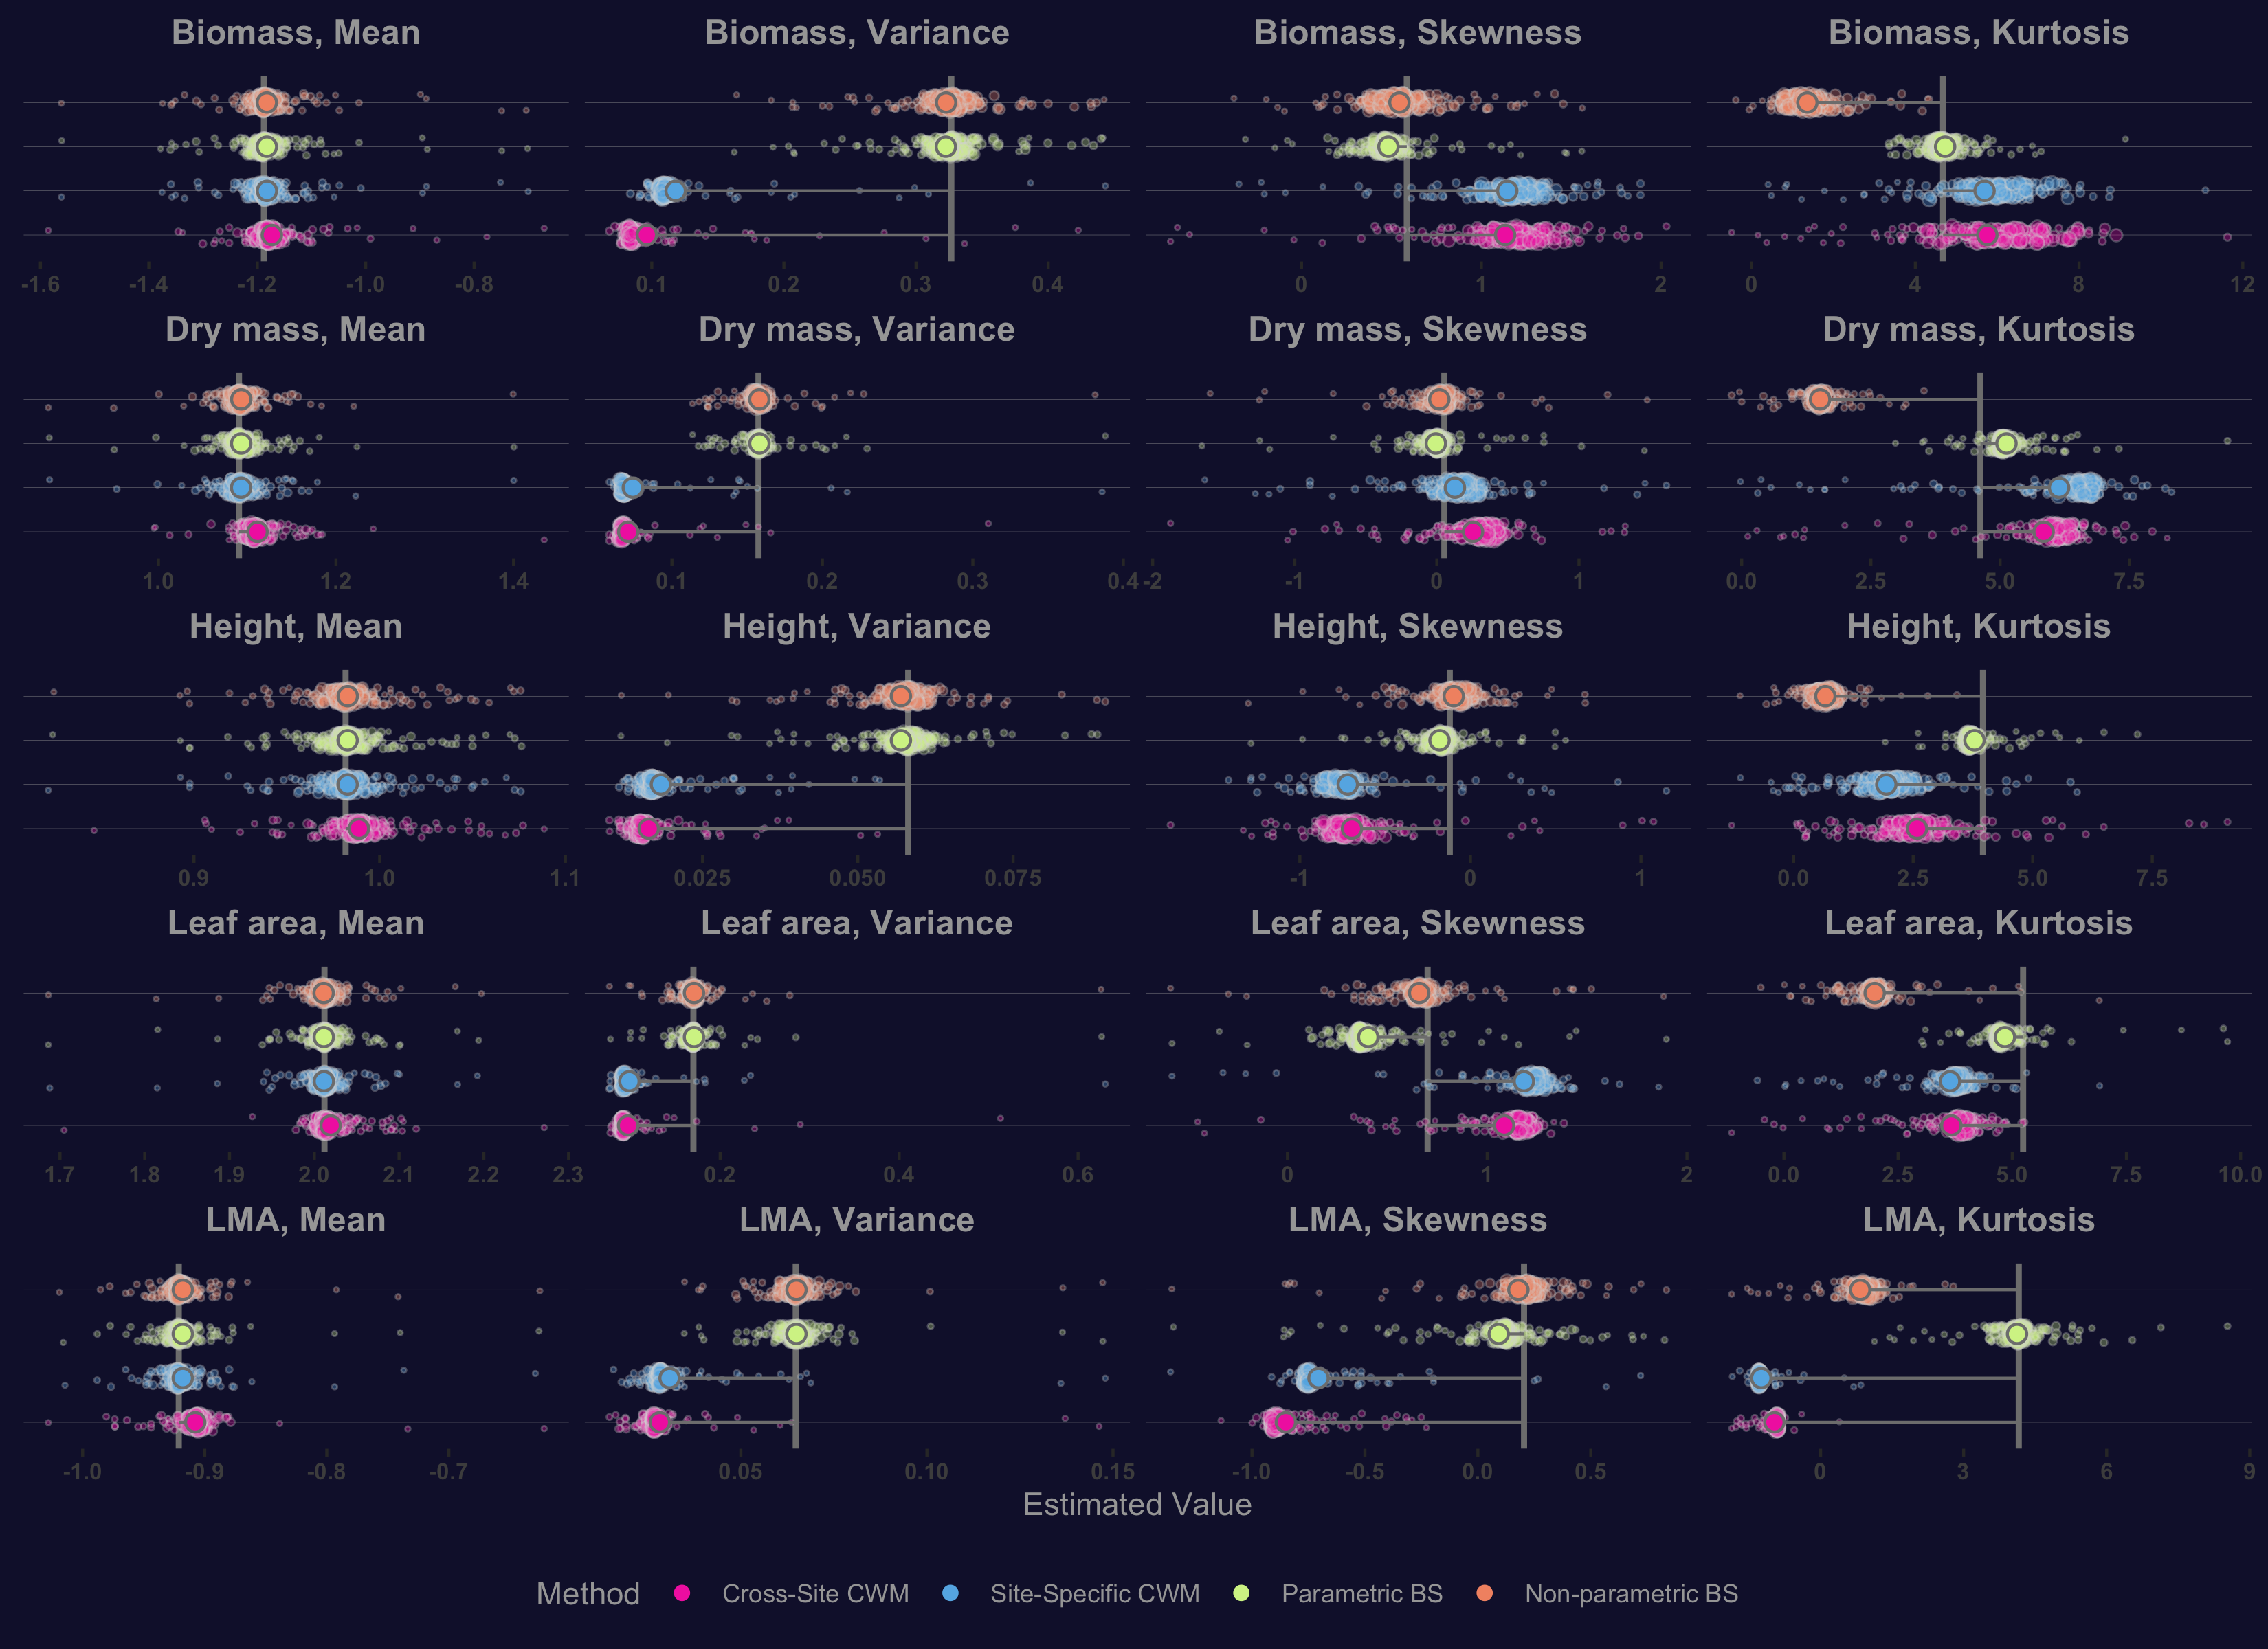 Biomass, Mean Biomass, Variance Biomass, Skewness Biomass, Kurtosis
-1.6 -1.4 -1.2 -1.0 -0.8 0.1 0.2 0.3 0.4 0 1 2 0 4 8 12
Dry mass, Mean Dry mass, Variance Dry mass, Skewness Dry mass, Kurtosis
1.0 1.2 1.4 0.1 0.2 0.3 0.4 -2 -1 0 1 0.0 2.5 5.0 7.5
Height, Mean Height, Variance Height, Skewness Height, Kurtosis
0.9 1.0 1.1 0.025 0.050 0.075 -1 0 1 0.0 2.5 5.0 7.5
Leaf area, Mean Leaf area, Variance Leaf area, Skewness Leaf area, Kurtosis
1.7 1.8 1.9 2.0 2.1 2.2 2.3 0.2 0.4 0.6 0 1 2 0.0 2.5 5.0 7.5 10.0
LMA, Mean LMA, Variance LMA, Skewness LMA, Kurtosis
-1.0 -0.9 -0.8 -0.7 0.05 0.10 0.15 -1.0 -0.5 0.0 0.5 0 3 6 9
Estimated Value
Method Cross-Site CWM Site-Specific CWM Parametric BS Non-parametric BS